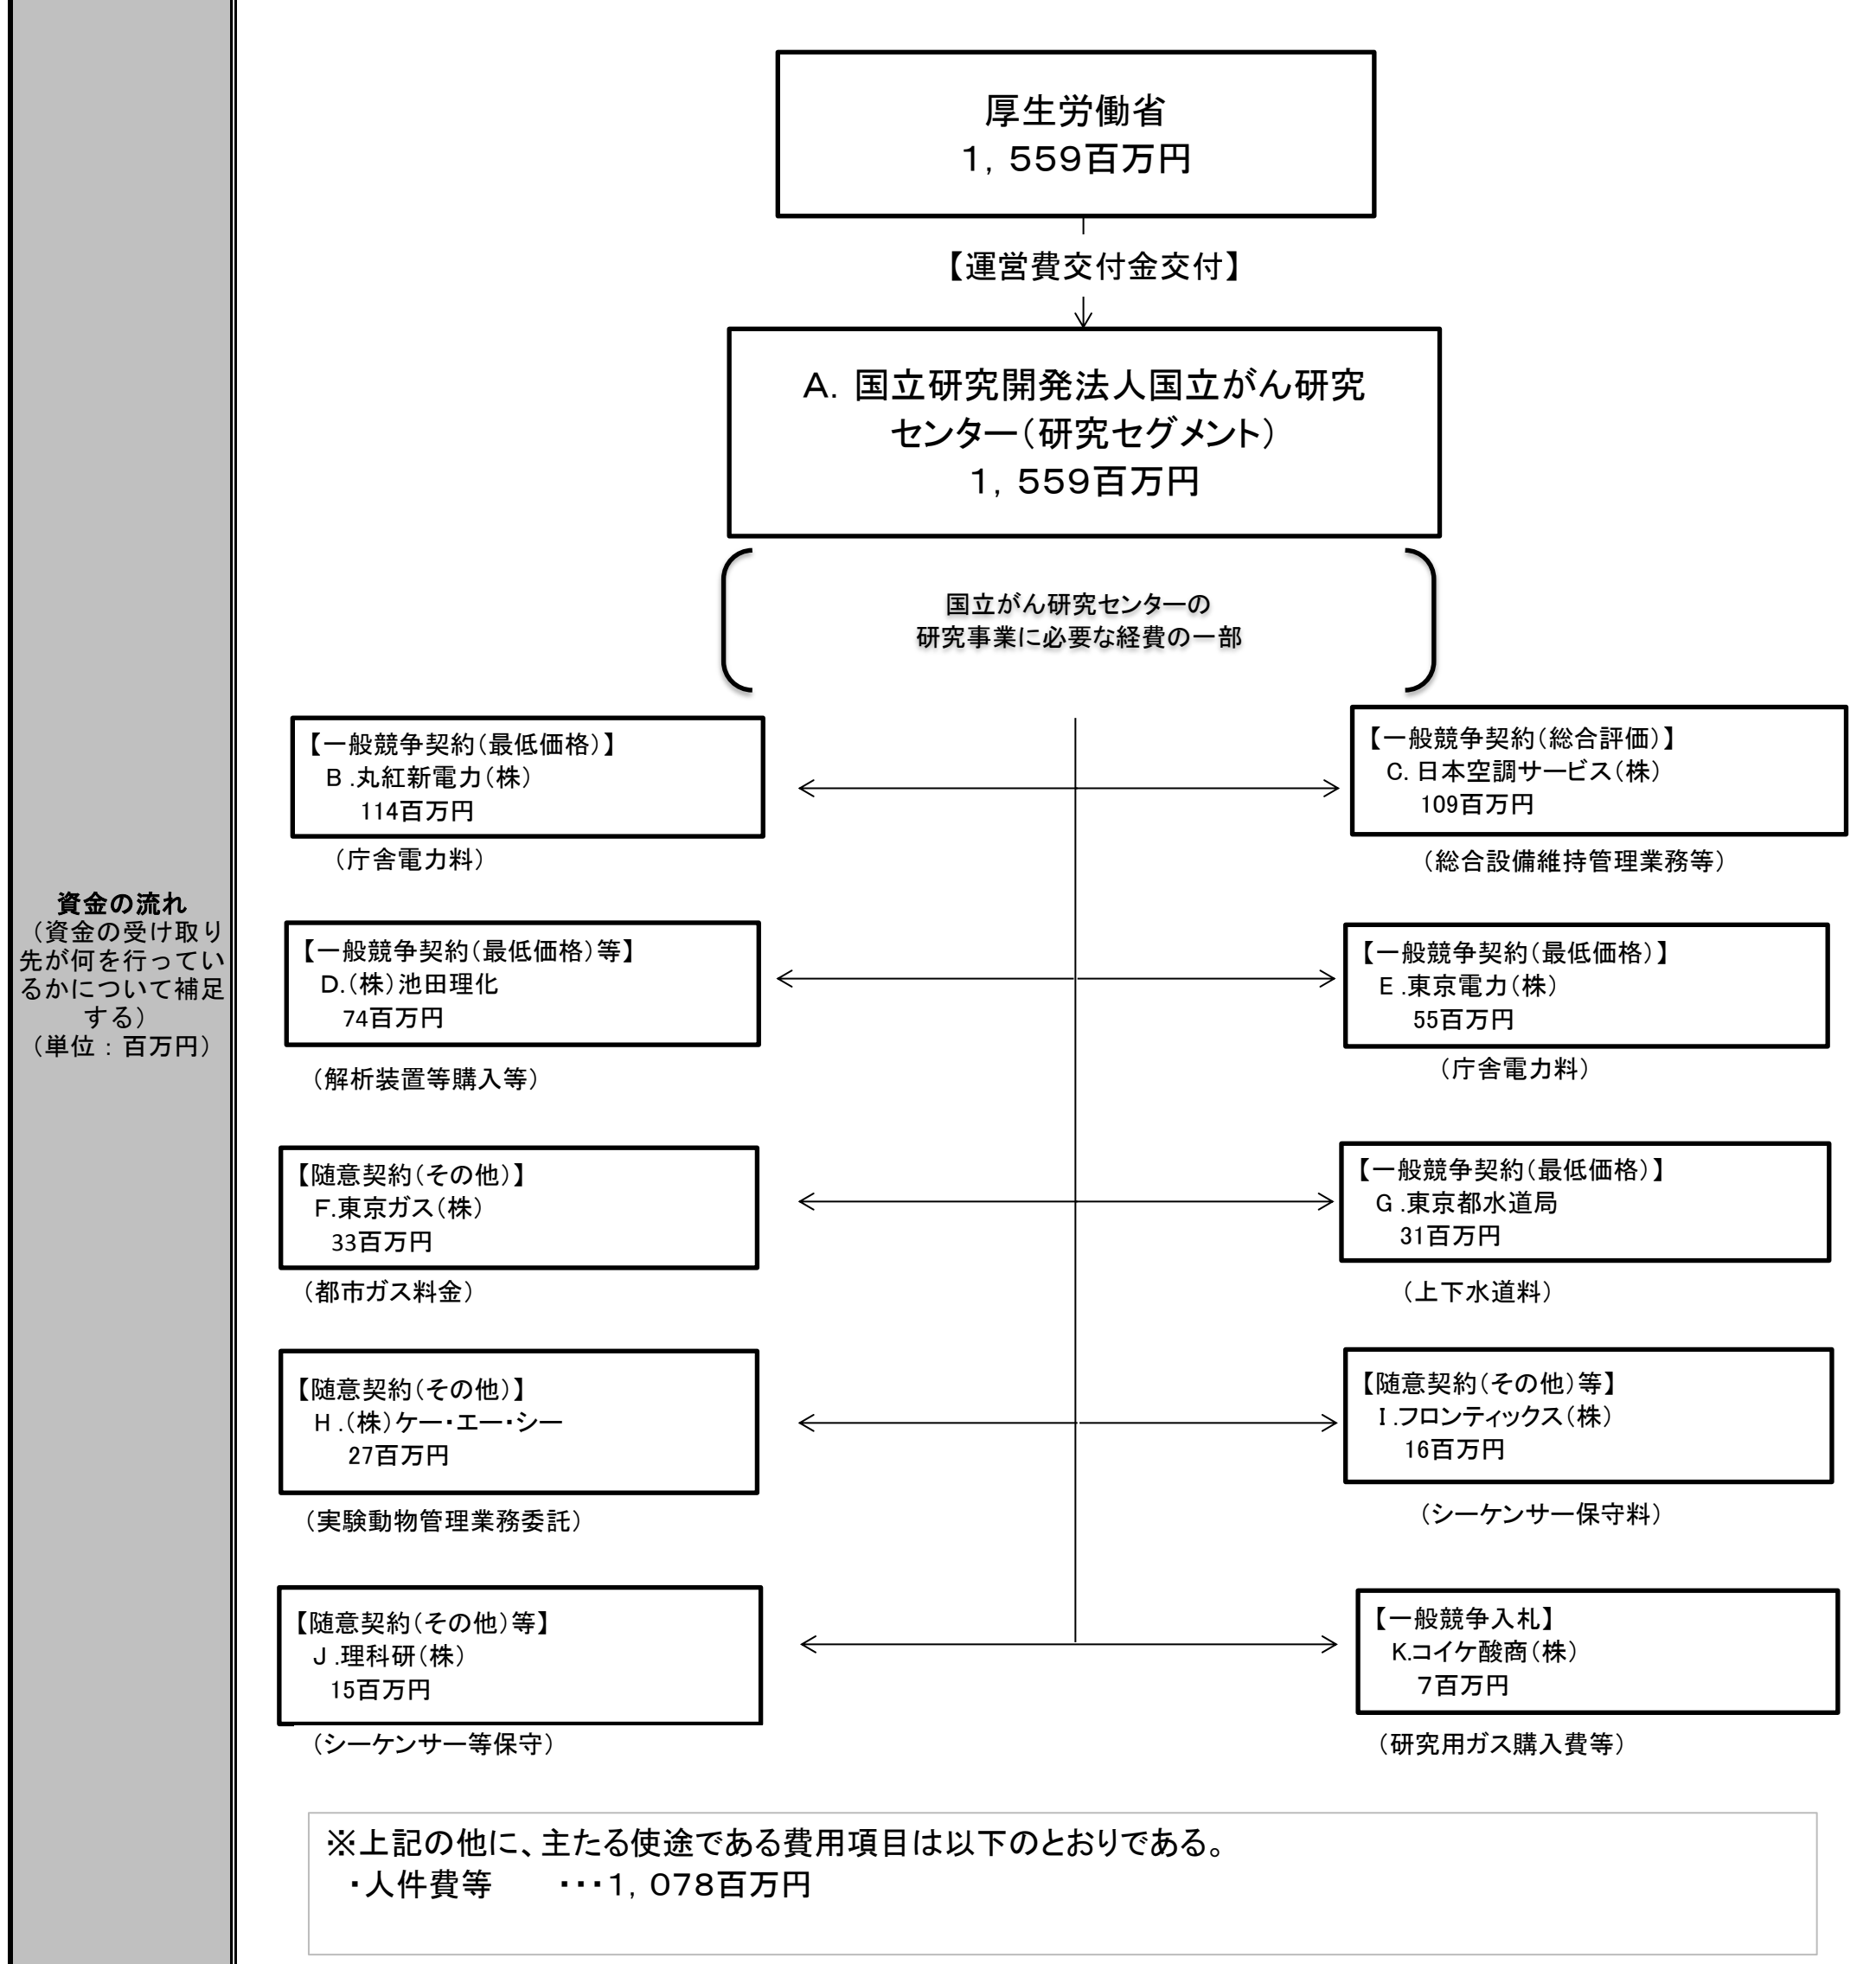 厚生労働省
1，559百万円
【運営費交付金交付】
A. 国立研究開発法人国立がん研究
センター（研究セグメント）
1，559百万円
国立がん研究センターの
研究事業に必要な経費の一部
【一般競争契約（最低価格）】
B .丸紅新電力（株）
114百万円
（庁舎電力料）
【一般競争契約（総合評価）】
C. 日本空調サービス（株）
109百万円
（総合設備維持管理業務等）
資金の流れ
（資金の受け取り
先が何を行ってい
るかについて補足
する）
（単位：百万円）
【一般競争契約（最低価格）等】
D.（株）池田理化
74百万円
（解析装置等購入等）
【一般競争契約（最低価格）】
E .東京電力（株）
55百万円
（庁舎電力料）
【随意契約（その他）】
F.東京ガス（株）
33百万円
（都市ガス料金）
【一般競争契約（最低価格）】
G .東京都水道局
31百万円
（上下水道料）
【随意契約（その他）】
H .（株）ケー・エー・シー
27百万円
（実験動物管理業務委託）
【随意契約（その他）等】
I .フロンティックス（株）
16百万円
（シーケンサー保守料）
【随意契約（その他）等】
J .理科研（株）
15百万円
（シーケンサー等保守）
【一般競争入札】
K.コイケ酸商（株）
7百万円
（研究用ガス購入費等）
※上記の他に、主たる使途である費用項目は以下のとおりである。
・人件費等　　・・・1，078百万円